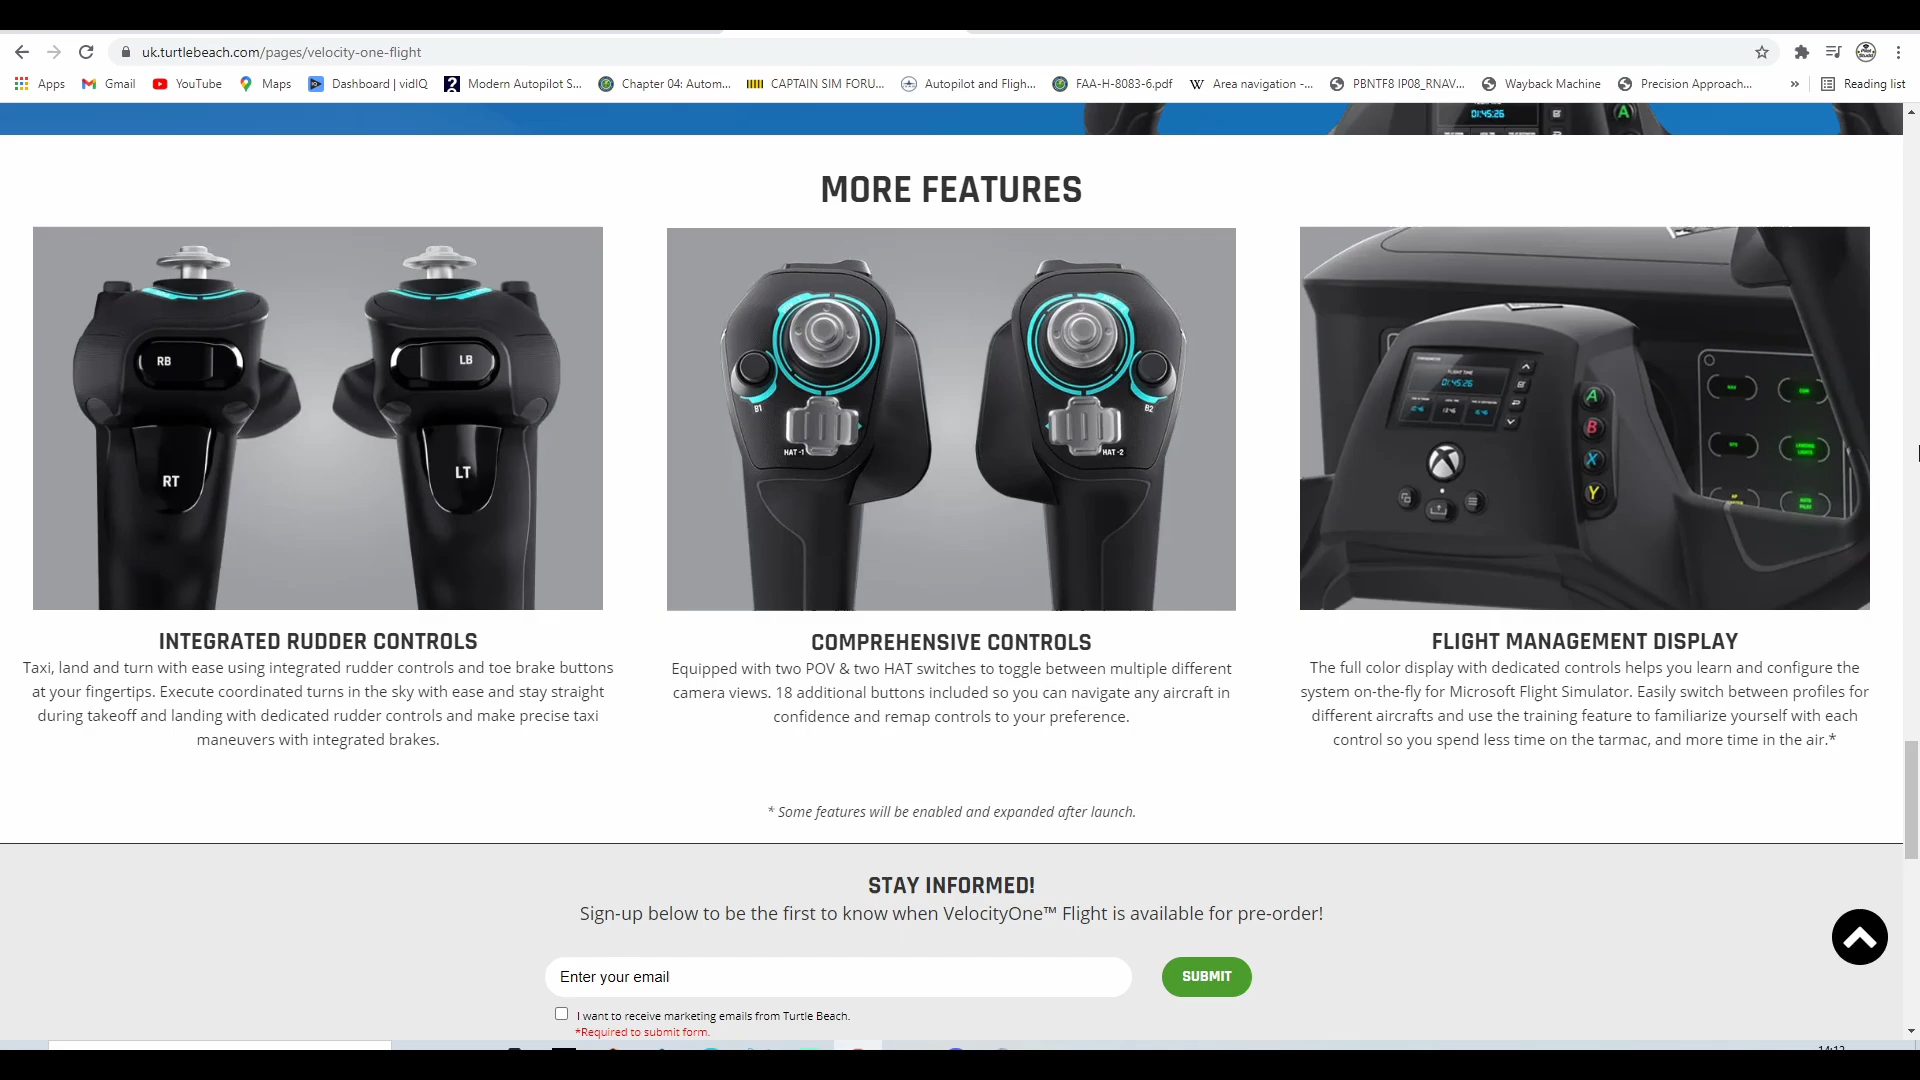 uk.turtlebeach.com/pages/velocity-one-flight
Apps
Gmail
YouTube
Maps
Dashboard | vidIQ
Modern Autopilot S...
Chapter 04: Autom...
CAPTAIN SIM FORU...
Autopilot and Fligh...
FAA-H-8083-6.pdf
Area navigation -...
PBNTF8 IP08_RNAV...
Wayback Machine
Precision Approach...
»
Reading list
01:45:26
A
MORE FEATURES
RB
LB
RT
LT
B1
HAT -1
B2
HAT -2
FLIGHT TIME
01:45:26
A
B
X
Y
INTEGRATED RUDDER CONTROLS
Taxi, land and turn with ease using integrated rudder controls and toe brake buttons
at your fingertips. Execute coordinated turns in the sky with ease and stay straight
during takeoff and landing with dedicated rudder controls and make precise taxi
maneuvers with integrated brakes.
COMPREHENSIVE CONTROLS
Equipped with two POV & two HAT switches to toggle between multiple different
camera views. 18 additional buttons included so you can navigate any aircraft in
confidence and remap controls to your preference.
FLIGHT MANAGEMENT DISPLAY
The full color display with dedicated controls helps you learn and configure the
system on-the-fly for Microsoft Flight Simulator. Easily switch between profiles for
different aircrafts and use the training feature to familiarize yourself with each
control so you spend less time on the tarmac, and more time in the air.*
* Some features will be enabled and expanded after launch.
STAY INFORMED!
Sign-up below to be the first to know when VelocityOne™ Flight is available for pre-order!
Enter your email
SUBMIT
I want to receive marketing emails from Turtle Beach.
*Required to submit form.